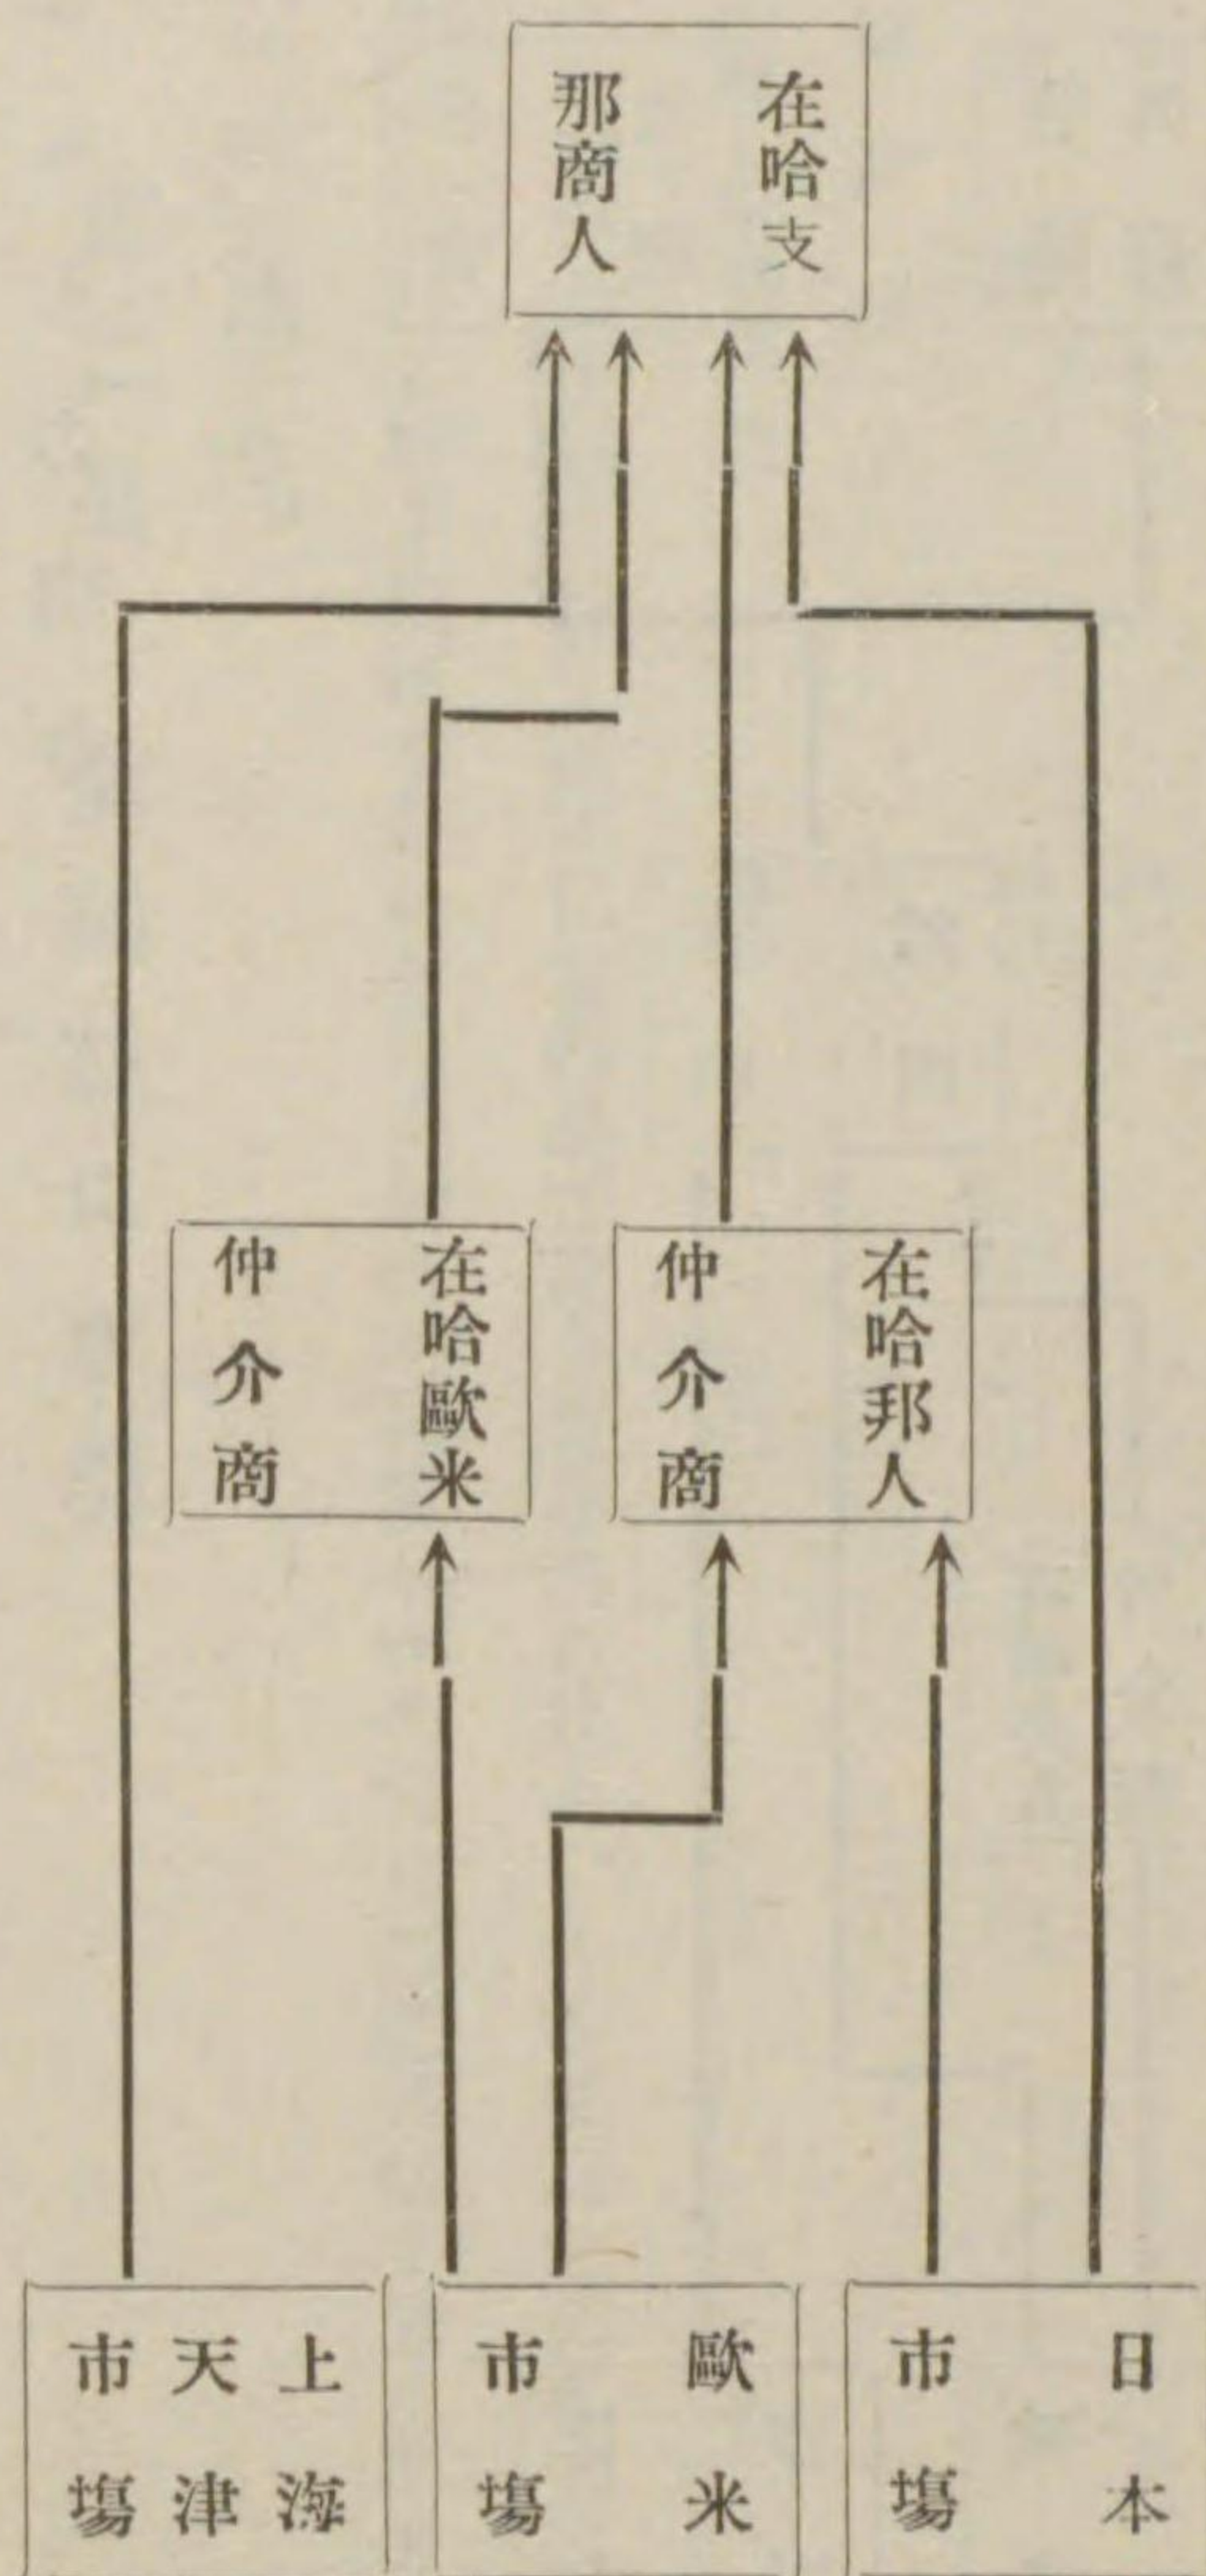 在哈支
那商人
在哈邦人
仲介商
在哈歐米
仲介商
日本
市場
歐米
市場
上海
天津
市場